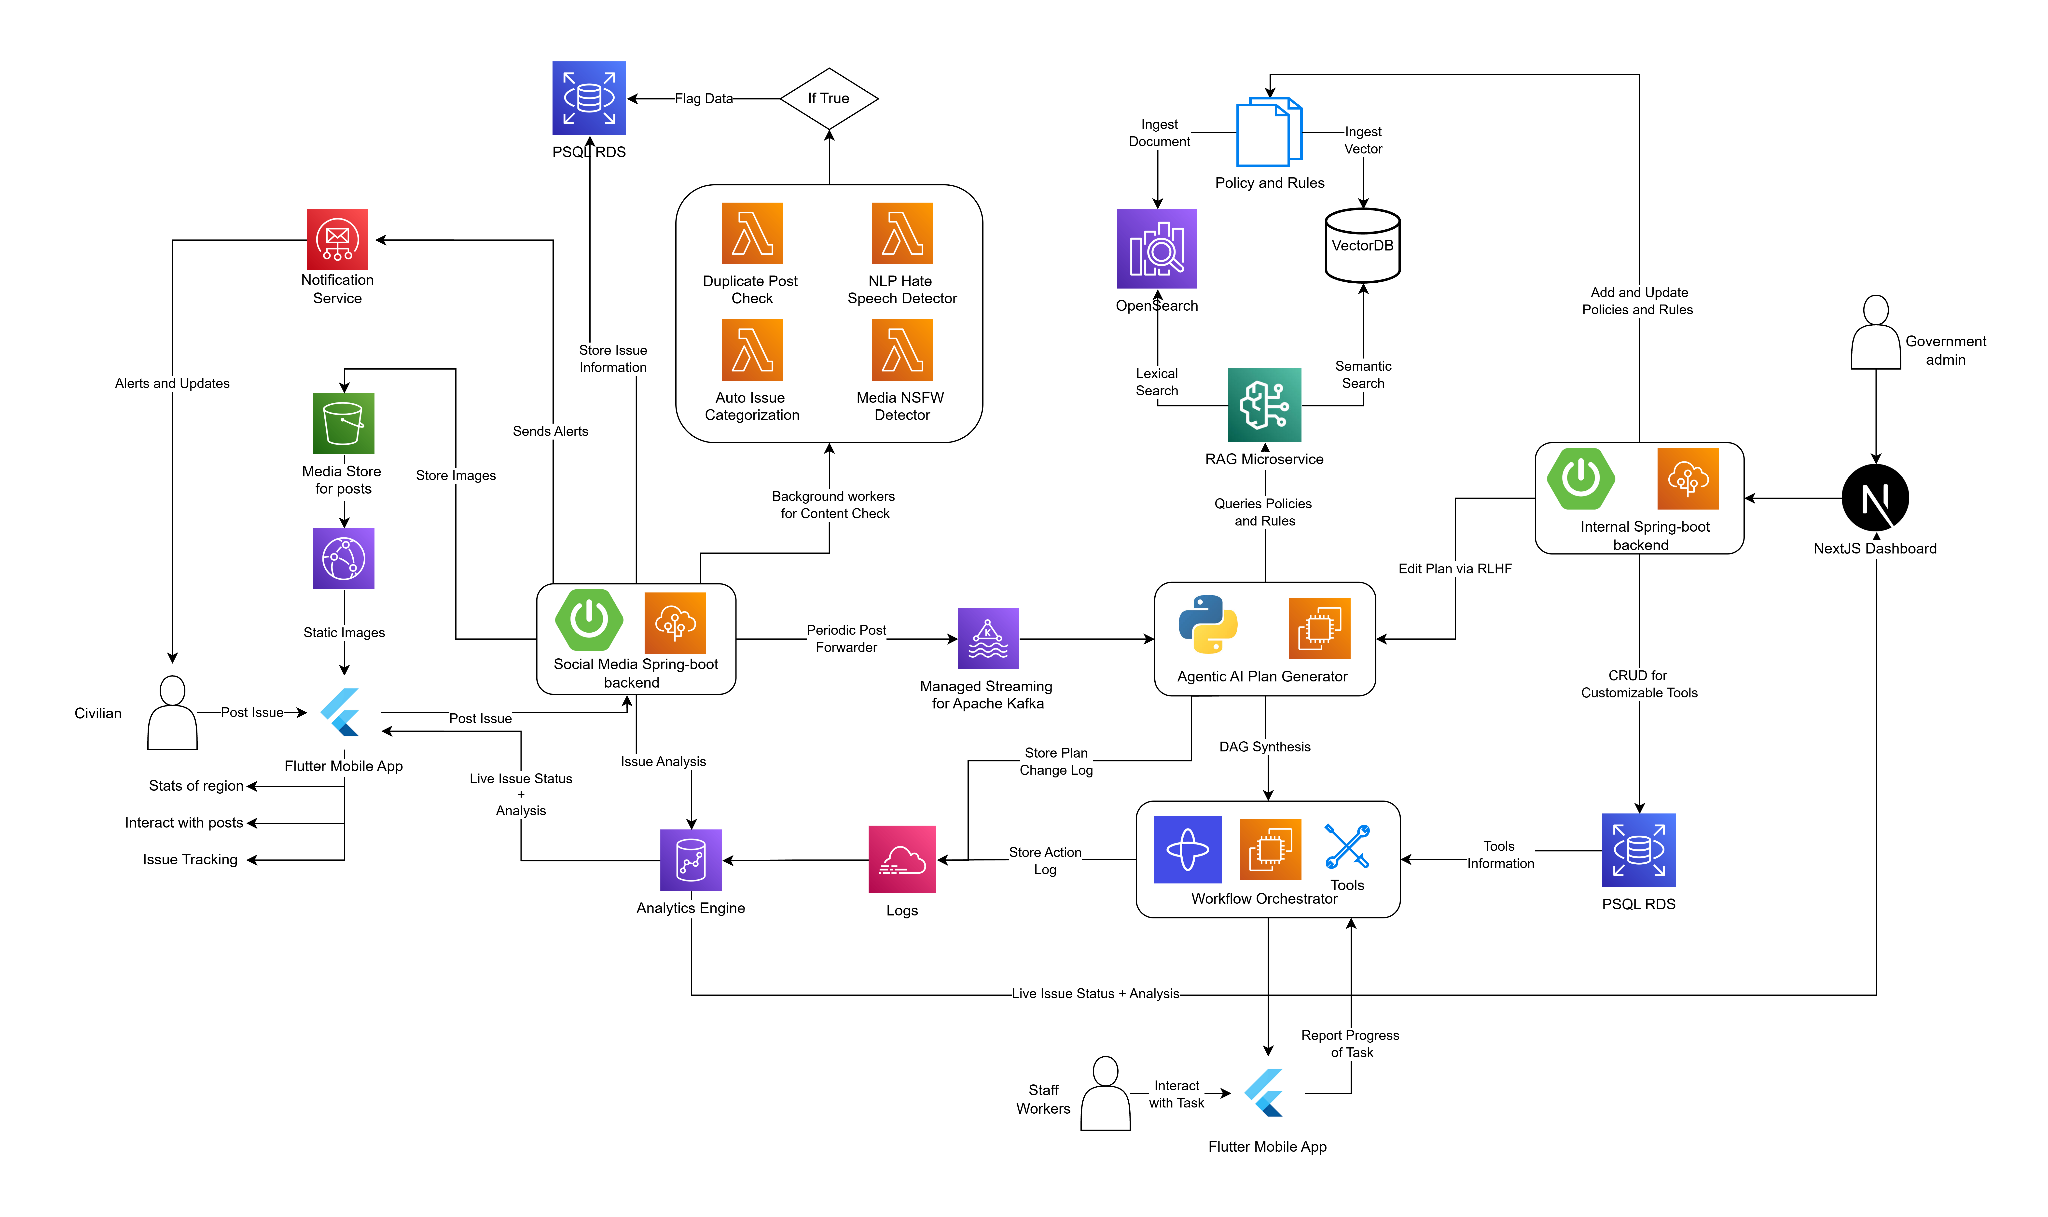 If True
Flag Data
PSQL RDS
Ingest
Document
Ingest
Vector
Policy and Rules
Notification
Service
Duplicate Post
Check
NLP Hate
Speech Detector
OpenSearch
VectorDB
Add and Update
Policies and Rules
Government
admin
Store Issue
Information
Alerts and Updates
Auto Issue
Categorization
Media NSFW
Detector
Lexical
Search
Semantic
Search
Sends Alerts
Media Store
for posts
Store Images
RAG Microservice
Background workers
for Content Check
Queries Policies
and Rules
Internal Spring-boot
backend
N
NextJS Dashboard
Edit Plan via RLHF
Static Images
Social Media Spring-boot
backend
Periodic Post
Forwarder
K
Managed Streaming
for Apache Kafka
Agentic AI Plan Generator
CRUD for
Customizable Tools
Civilian
Post Issue
Post Issue
Flutter Mobile App
Stats of region
Interact with posts
Issue Tracking
Live Issue Status
+
Analysis
Issue Analysis
Store Plan
Change Log
DAG Synthesis
Analytics Engine
Logs
Store Action
Log
Tools
Workflow Orchestrator
Tools
Information
PSQL RDS
Live Issue Status + Analysis
Report Progress
of Task
Staff
Workers
Interact
with Task
Flutter Mobile App